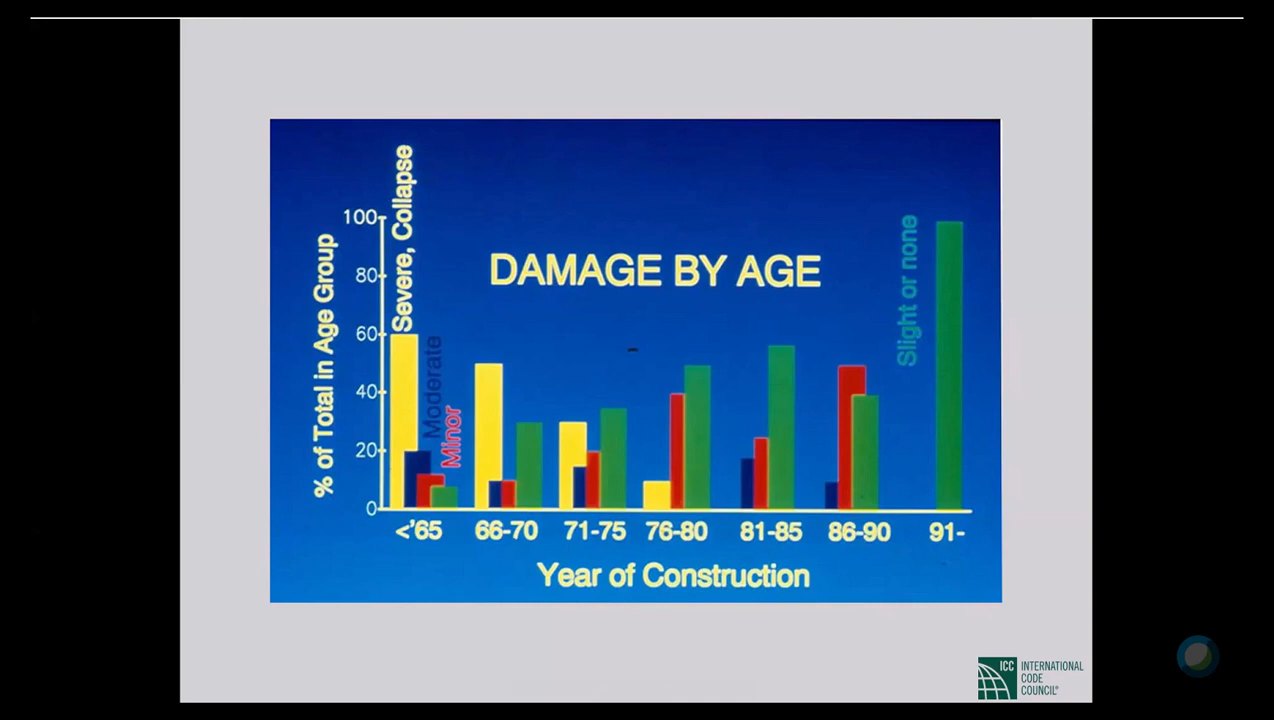 DAMAGE BY AGE
% of Total in Age Group
100
80
60
40
20
0
Severe, Collapse
Moderate
Minor
Slight or none
<'65
66-70
71-75
76-80
81-85
86-90
91-
Year of Construction
ICC
INTERNATIONAL
CODE
COUNCIL®